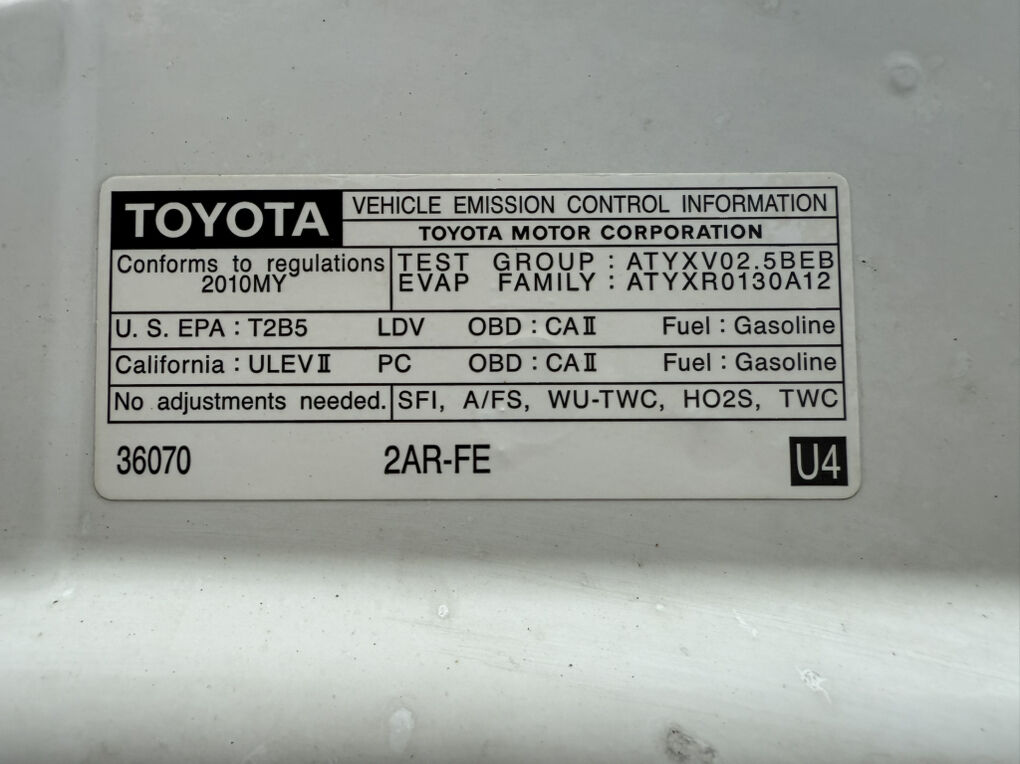 TOYOTA VEHICLE EMISSION CONTROL INFORMATION
TOYOTA MOTOR CORPORATION
Conforms to regulations
2010MY
TEST GROUP : ATYXV02.5BEB
EVAP FAMILY : ATYXR0130A12
U. S. EPA : T2B5 LDV OBD : CAⅡ Fuel : Gasoline
California : ULEVⅡ PC OBD : CAⅡ Fuel : Gasoline
No adjustments needed. SFI, A/FS, WU-TWC, HO2S, TWC
36070 2AR-FE U4